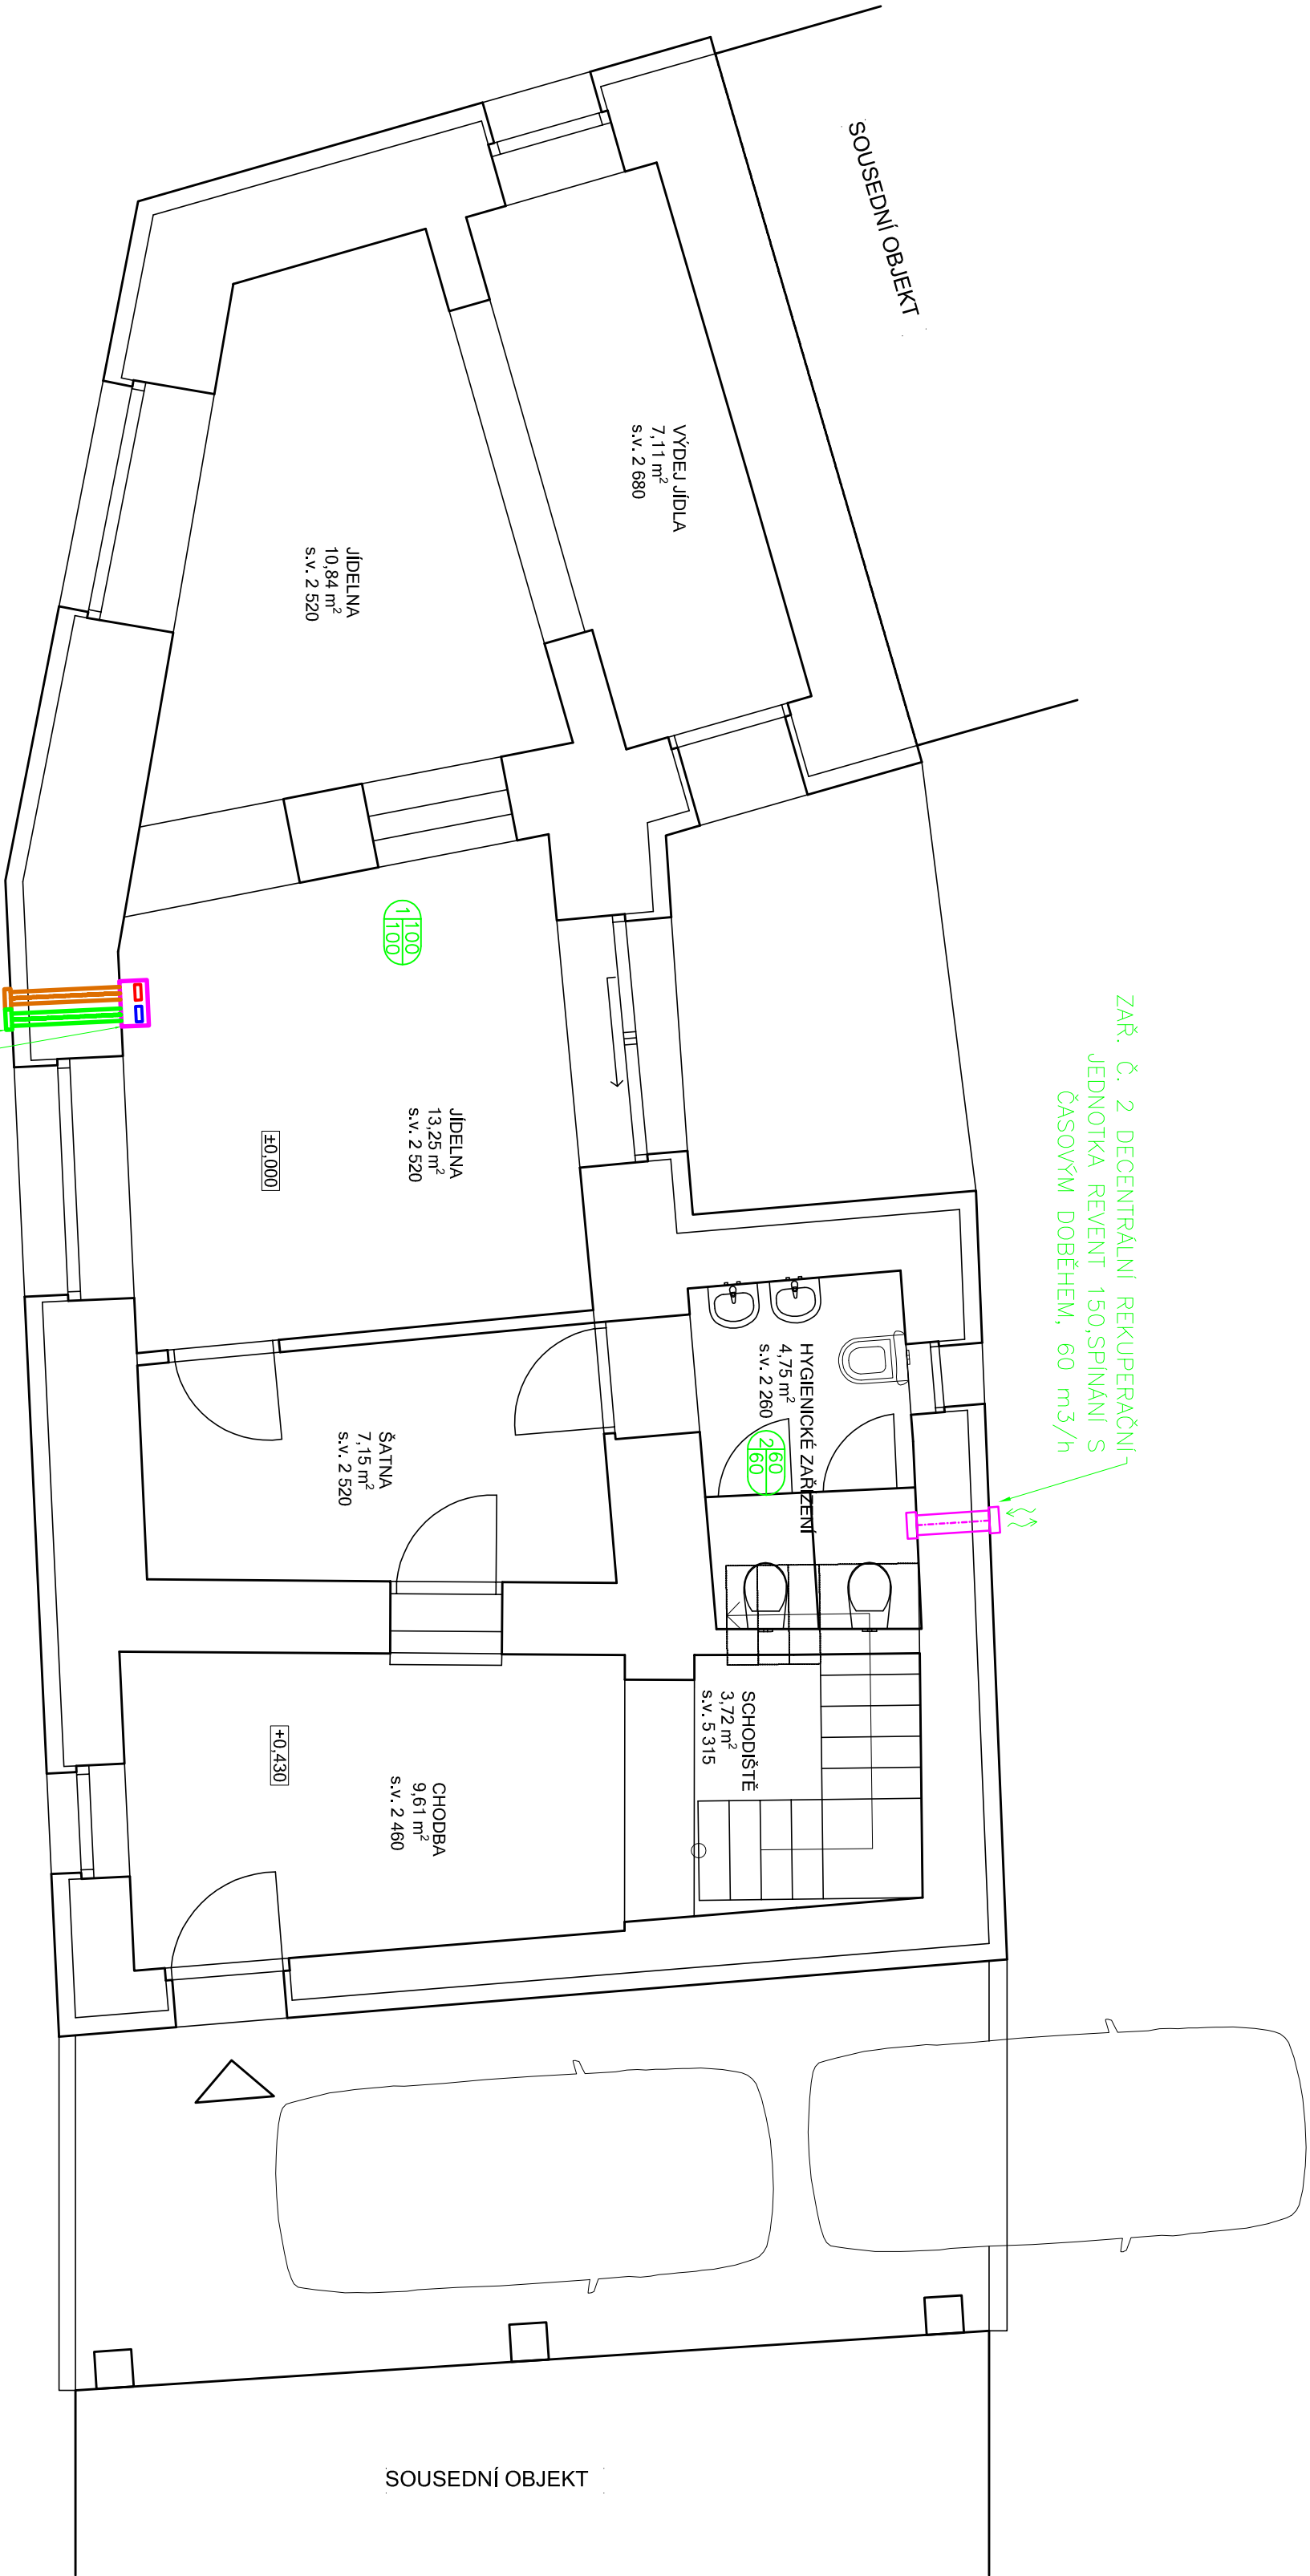 SOUSEDNÍ OBJEKT
VÝDEJ JÍDLA
7,11 m²
s.v. 2 680
JÍDELNA
10,84 m²
s.v. 2 520
1
100
100
ZAŘ. Č. 2 DECENTRÁLNÍ REKUPERAČNÍ
JEDNOTKA REVENT 150,SPÍNÁNÍ S
ČASOVÝM DOBĚHEM, 60 m3/h
JÍDELNA
13,25 m²
s.v. 2 520
±0,000
HYGIENICKÉ ZAŘÍZENÍ
4,75 m²
s.v. 2 260
2
60
60
ŠATNA
7,15 m²
s.v. 2 520
SCHODIŠTĚ
3,72 m²
s.v. 5 315
CHODBA
9,61 m²
s.v. 2 460
+0,430
SOUSEDNÍ OBJEKT